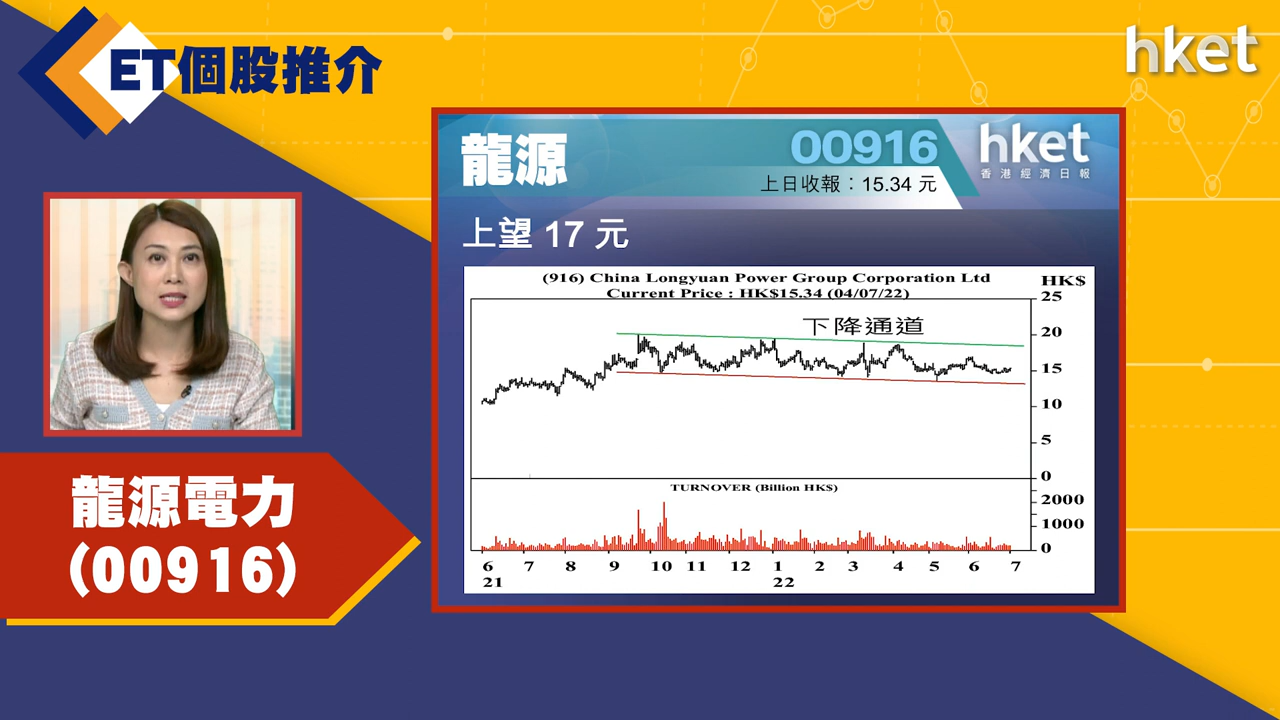 ET個股推介
hket
龍源
00916
上日收報：15.34 元
hket
香港經濟日報
上望 17 元
(916) China Longyuan Power Group Corporation Ltd
Current Price : HK$15.34 (04/07/22)
HK$
下降通道
25
20
15
10
5
0
TURNOVER (Billion HK$)
2000
1000
0
6 7 8 9 10 11 12 1 2 3 4 5 6 7
21 22
龍源電力
(00916)